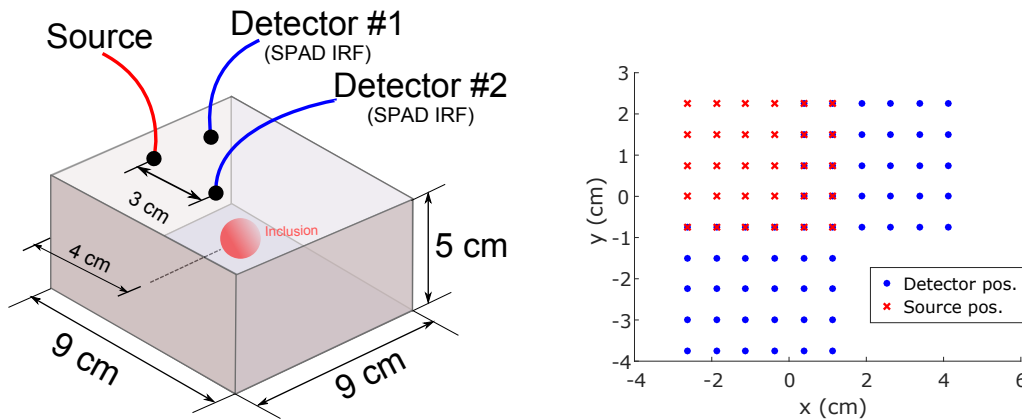 Source
Detector #1
(SPAD IRF)
Detector #2
(SPAD IRF)
3 cm
Inclusion
4 cm
5 cm
9 cm
9 cm
3
2
1
0
-1
-2
-3
-4
y (cm)
-4
-2
0
2
4
6
x (cm)
Detector pos.
Source pos.